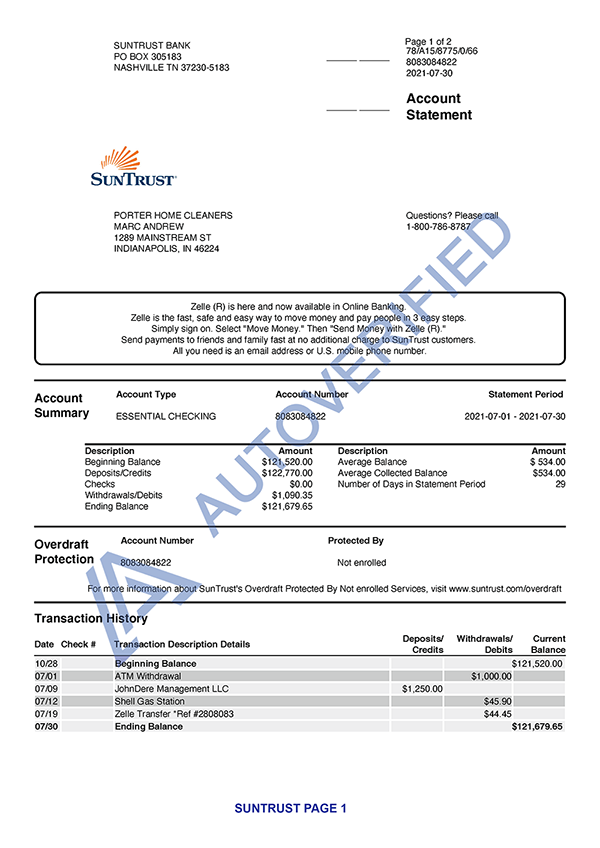 SUNTRUST BANK
PO BOX 305183
NASHVILLE TN 37230-5183
Page 1 of 2
78/A15/8775/0/66
8083084822
2021-07-30
Account
Statement
SUNTRUST
PORTER HOME CLEANERS
MARC ANDREW
1289 MAINSTREAM ST
INDIANAPOLIS, IN 46224
Questions? Please call
1-800-786-8787
Zelle (R) is here and now available in Online Banking.
Zelle is the fast, safe and easy way to move money and pay people in 3 easy steps.
Simply sign on. Select "Move Money." Then "Send Money with Zelle (R)."
Send payments to friends and family fast at no additional charge to SunTrust customers.
All you need is an email address or U.S. mobile phone number.
AUTOVERIFIED
Account
Summary
Account Type Account Number Statement Period
ESSENTIAL CHECKING 8083084822 2021-07-01 - 2021-07-30
Description Amount Description Amount
Beginning Balance $121,520.00 Average Balance $ 534.00
Deposits/Credits $122,770.00 Average Collected Balance $534.00
Checks $0.00 Number of Days in Statement Period 29
Withdrawals/Debits $1,090.35
Ending Balance $121,679.65
Overdraft
Protection
Account Number Protected By
8083084822 Not enrolled
For more information about SunTrust's Overdraft Protected By Not enrolled Services, visit www.suntrust.com/overdraft
Transaction History
Date Check # Transaction Description Details Deposits/ Credits Withdrawals/ Debits Current Balance
10/28 Beginning Balance $121,520.00
07/01 ATM Withdrawal $1,000.00
07/09 JohnDere Management LLC $1,250.00
07/12 Shell Gas Station $45.90
07/19 Zelle Transfer "Ref #2808083 $44.45
07/30 Ending Balance $121,679.65
SUNTRUST PAGE 1